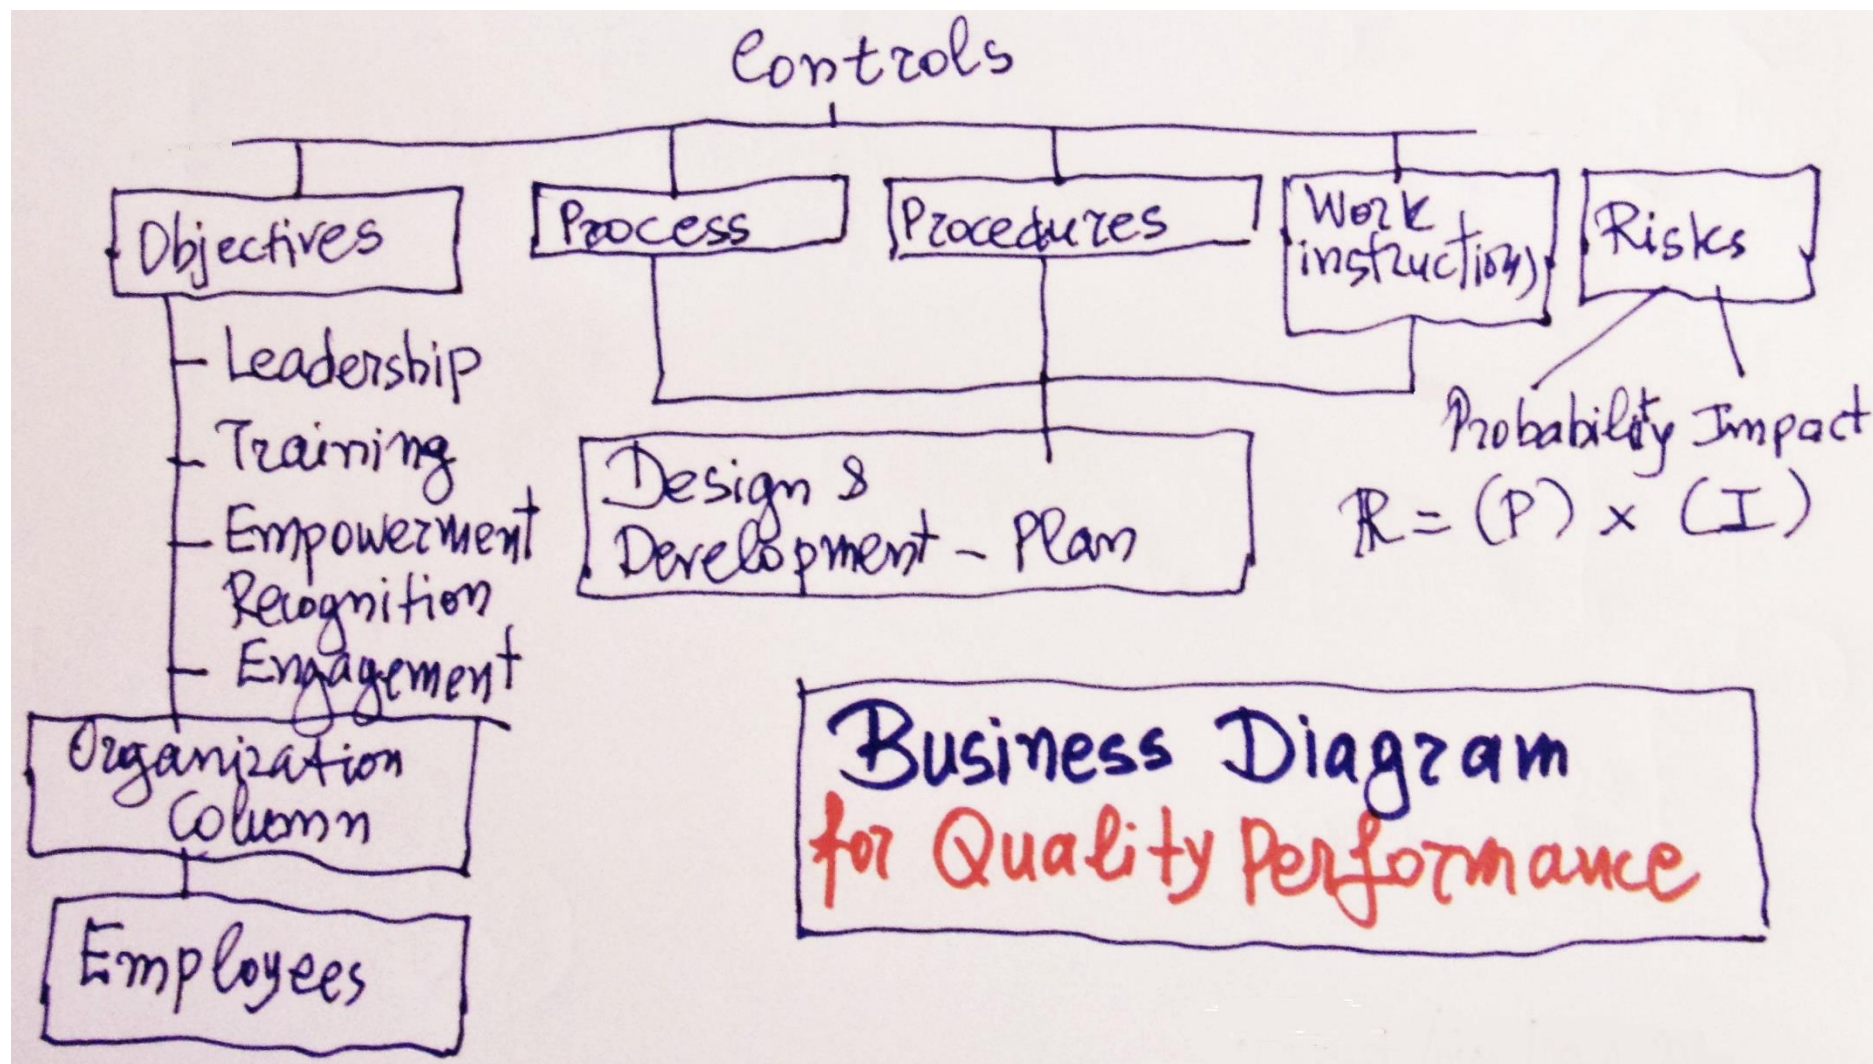 Controls
Objectives
Process
Procedures
Work
instructions
Risks
Leadership
Training
Empowerment
Recognition
Engagement
Organization
Column
Employees
Design &
Development - Plan
Probability Impact
R = (P) x (I)
Business Diagram
for Quality Performance